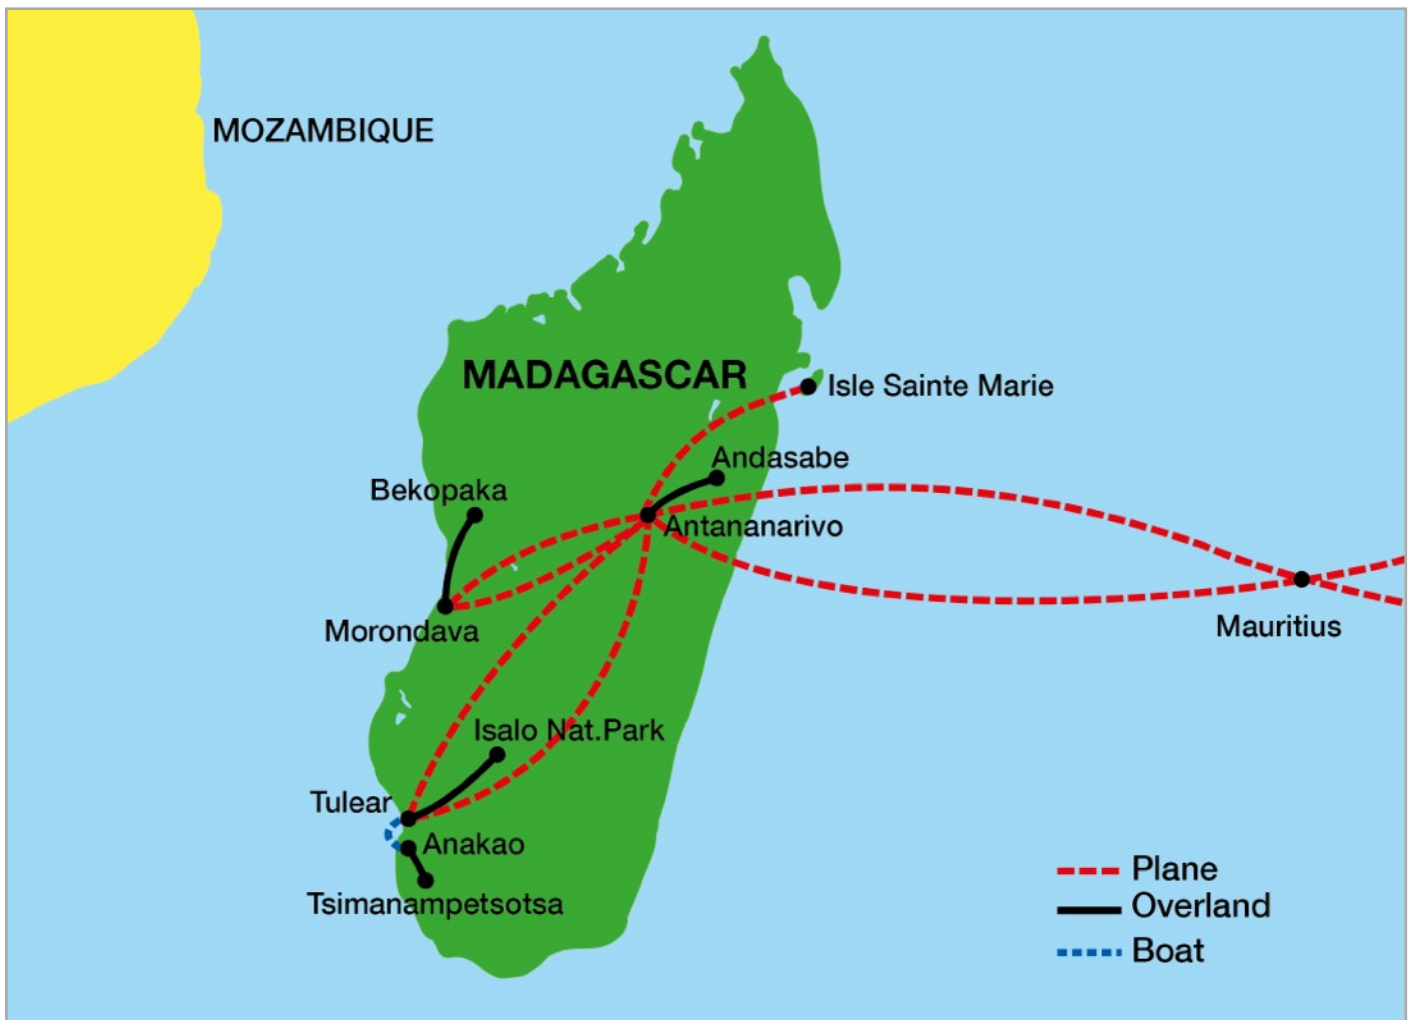 MOZAMBIQUE
MADAGASCAR
Isle Sainte Marie
Andasabe
Bekopaka
Antananarivo
Morondava
Mauritius
Isalo Nat.Park
Tulear
Anakao
Tsimanampetsotsa
Plane
Overland
Boat